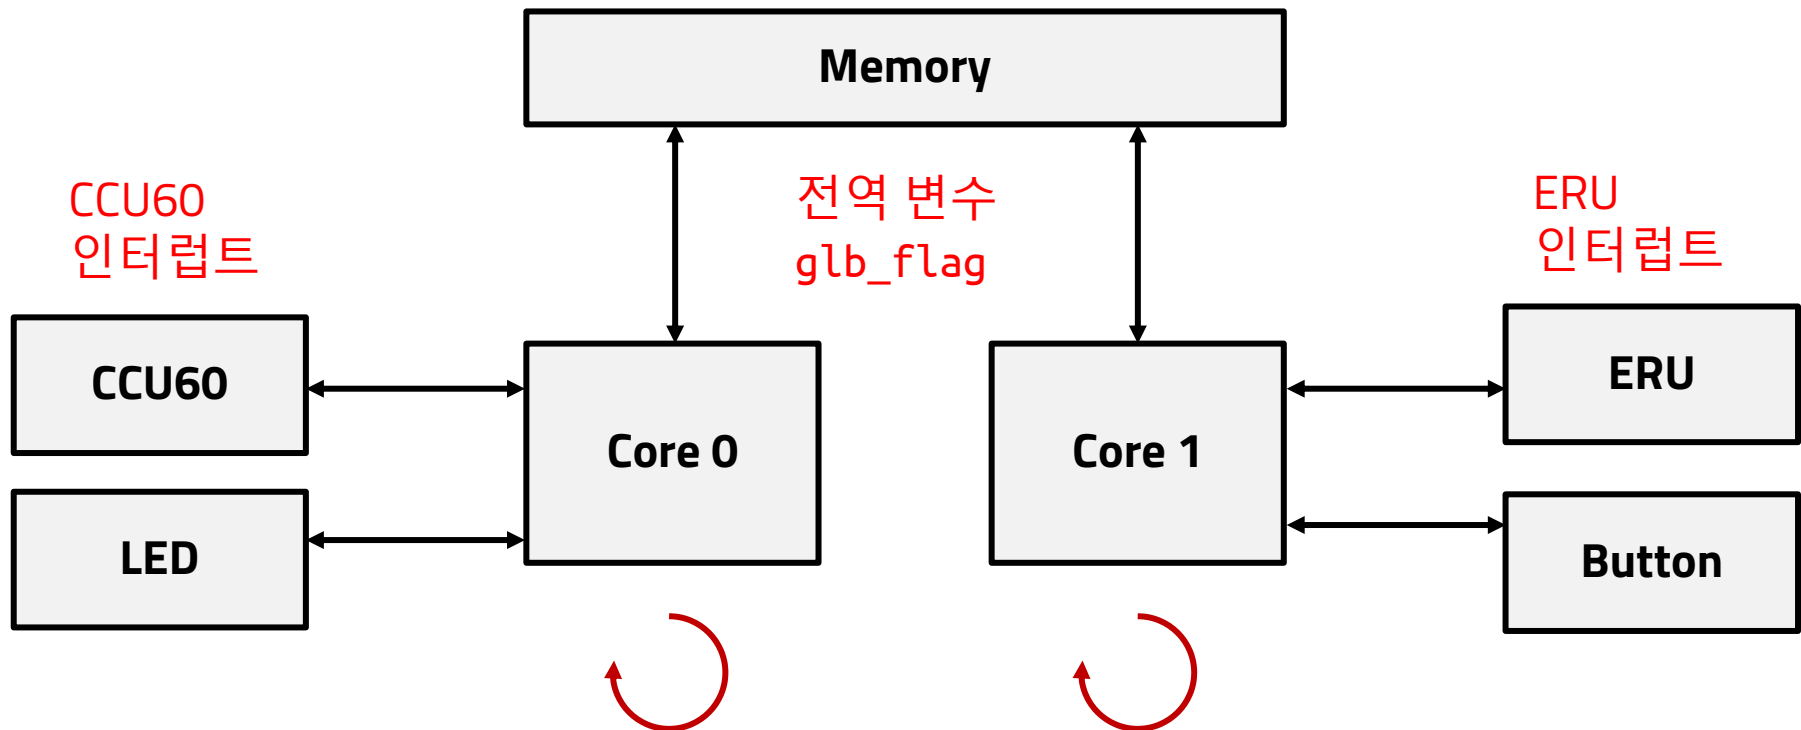 Memory
CCU60
인터럽트
전역 변수
glb_flag
ERU
인터럽트
CCU60
Core 0
Core 1
ERU
LED
Button